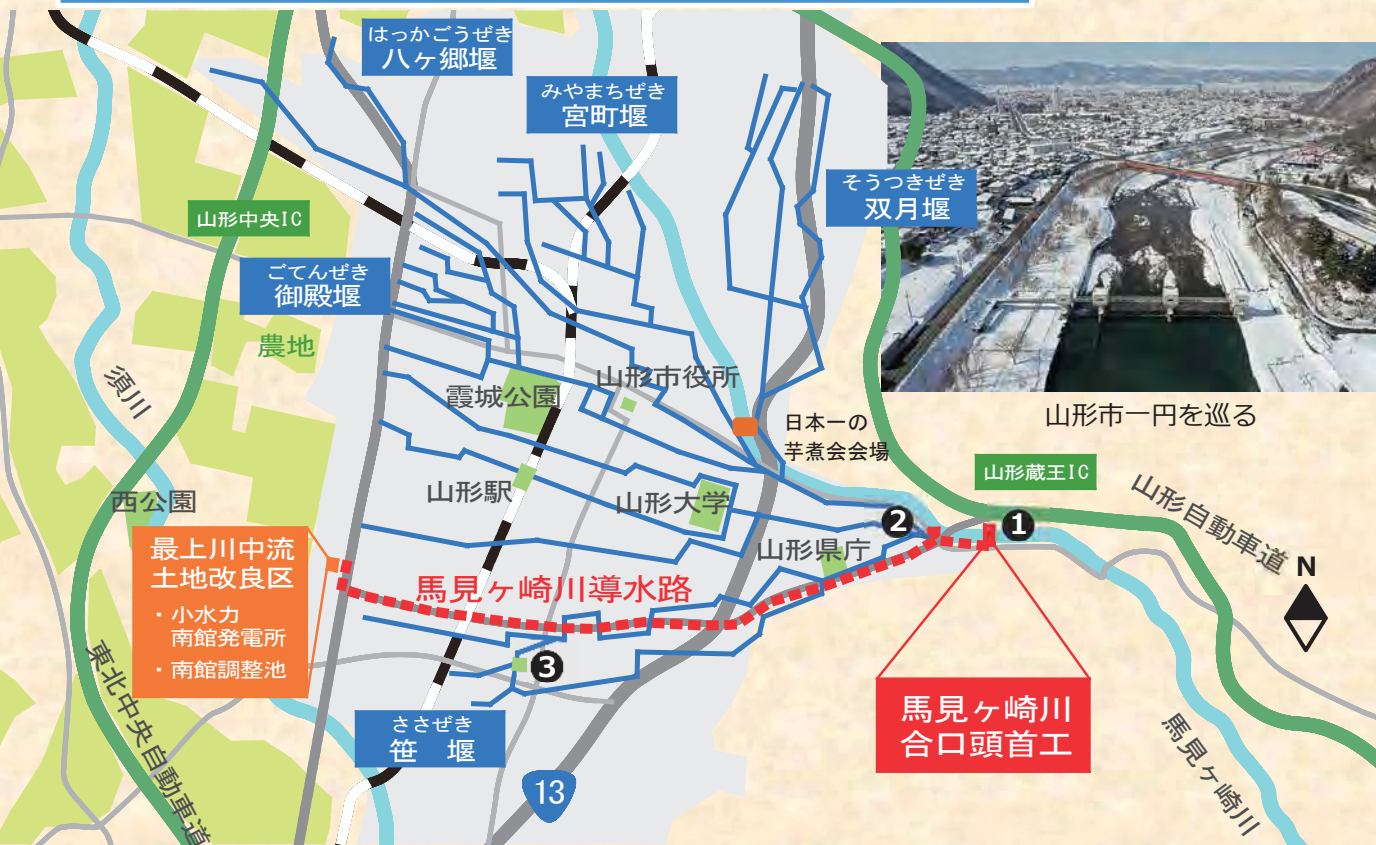 はっかごうぜき
八ヶ郷堰
みやまちぜき
宮町堰
そうつきぜき
双月堰
山形中央IC
ごてんぜき
御殿堰
農地
須川
霞城公園
山形市役所
日本一の
芋煮会会場
山形市一円を巡る
山形蔵王IC
山形自動車道
西公園
山形駅
山形大学
山形県庁
❷
❶
N
最上川中流
土地改良区
・小水力
南館発電所
・南館調整池
馬見ヶ崎川導水路
❸
東北中央自動車道
ささぜき
笹 堰
13
馬見ヶ崎川
合口頭首工
馬見ヶ崎川